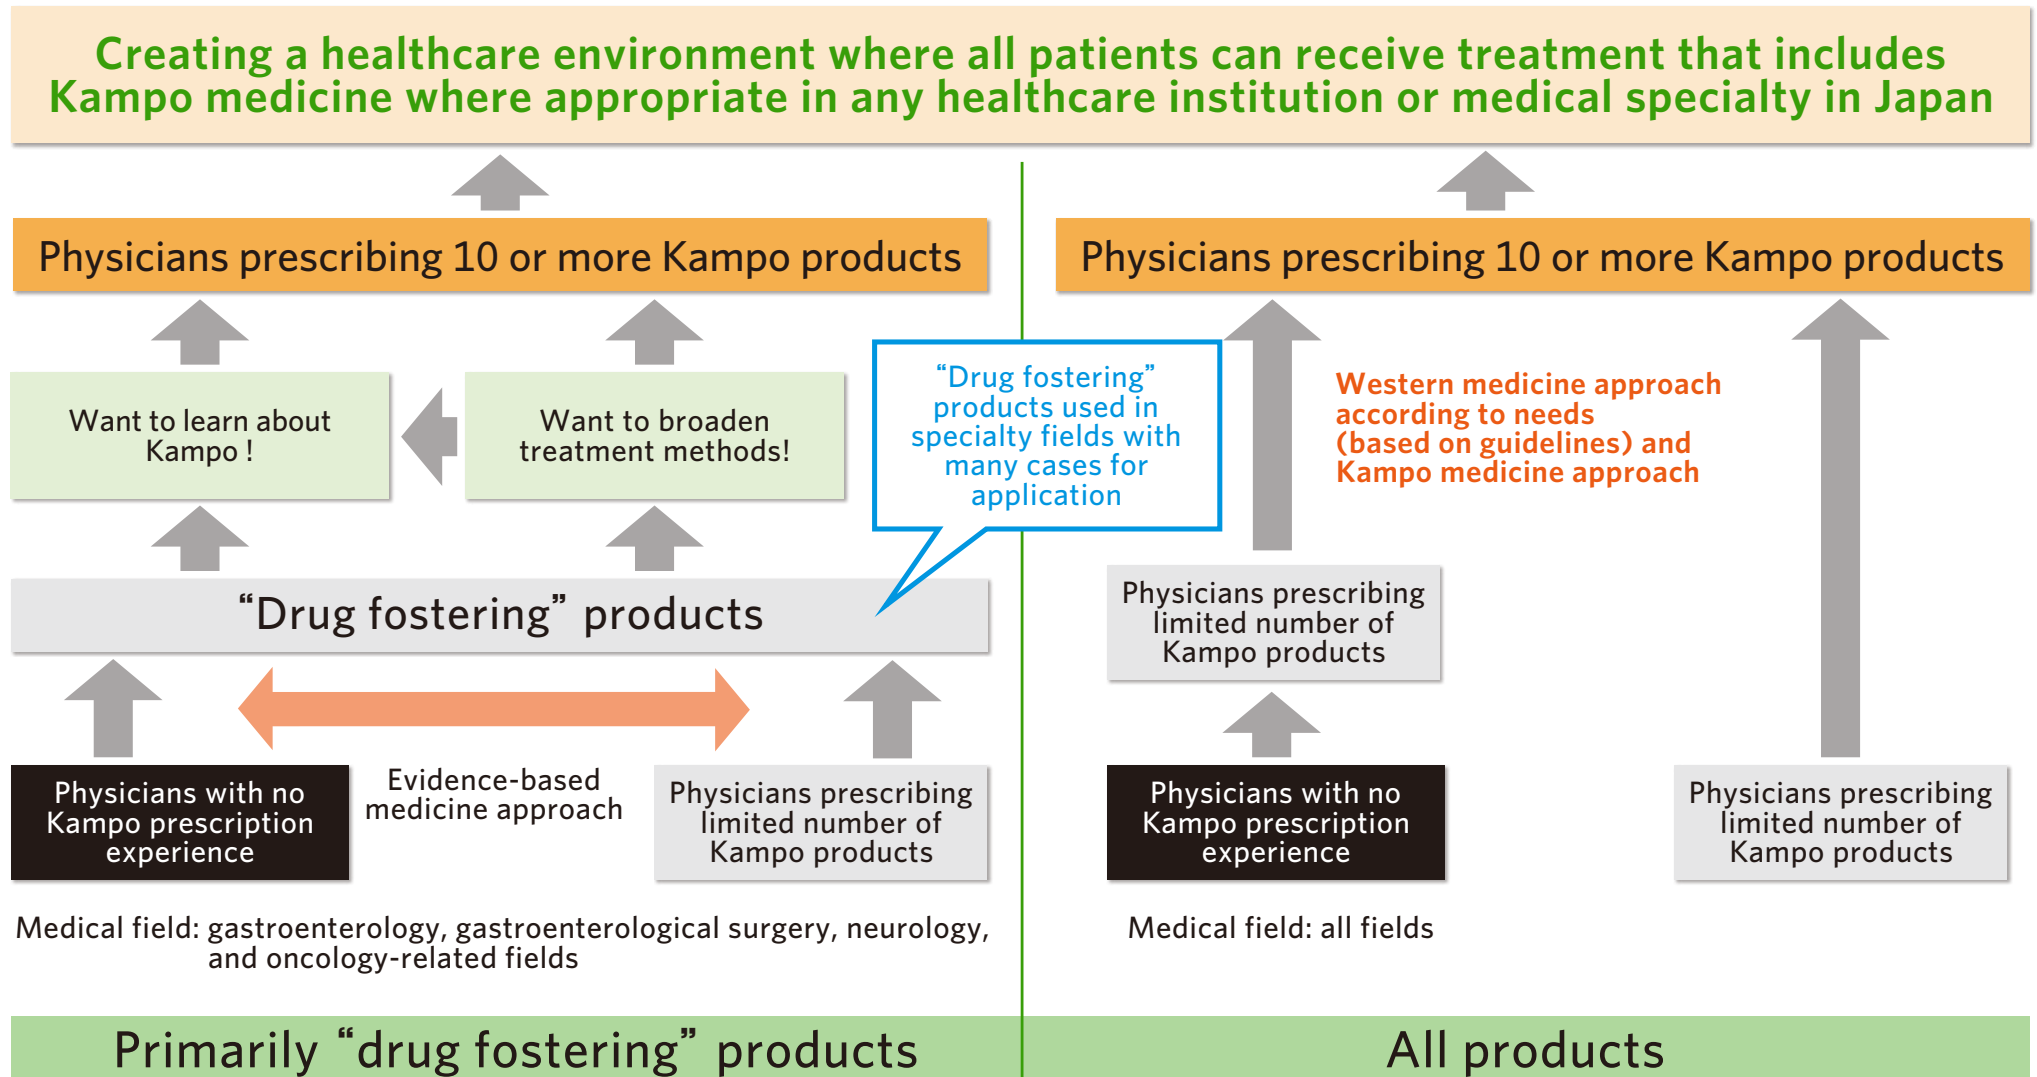 Creating a healthcare environment where all patients can receive treatment that includes
Kampo medicine where appropriate in any healthcare institution or medical specialty in Japan
Physicians prescribing 10 or more Kampo products
Want to learn about
Kampo !
Want to broaden
treatment methods!
“Drug fostering”
products used in
specialty fields with
many cases for
application
“Drug fostering” products
Physicians with no
Kampo prescription
experience
Evidence-based
medicine approach
Physicians prescribing
limited number of
Kampo products
Medical field: gastroenterology, gastroenterological surgery, neurology,
and oncology-related fields
Primarily “drug fostering” products
Physicians prescribing 10 or more Kampo products
Western medicine approach
according to needs
(based on guidelines) and
Kampo medicine approach
Physicians prescribing
limited number of
Kampo products
Physicians with no
Kampo prescription
experience
Physicians prescribing
limited number of
Kampo products
Medical field: all fields
All products